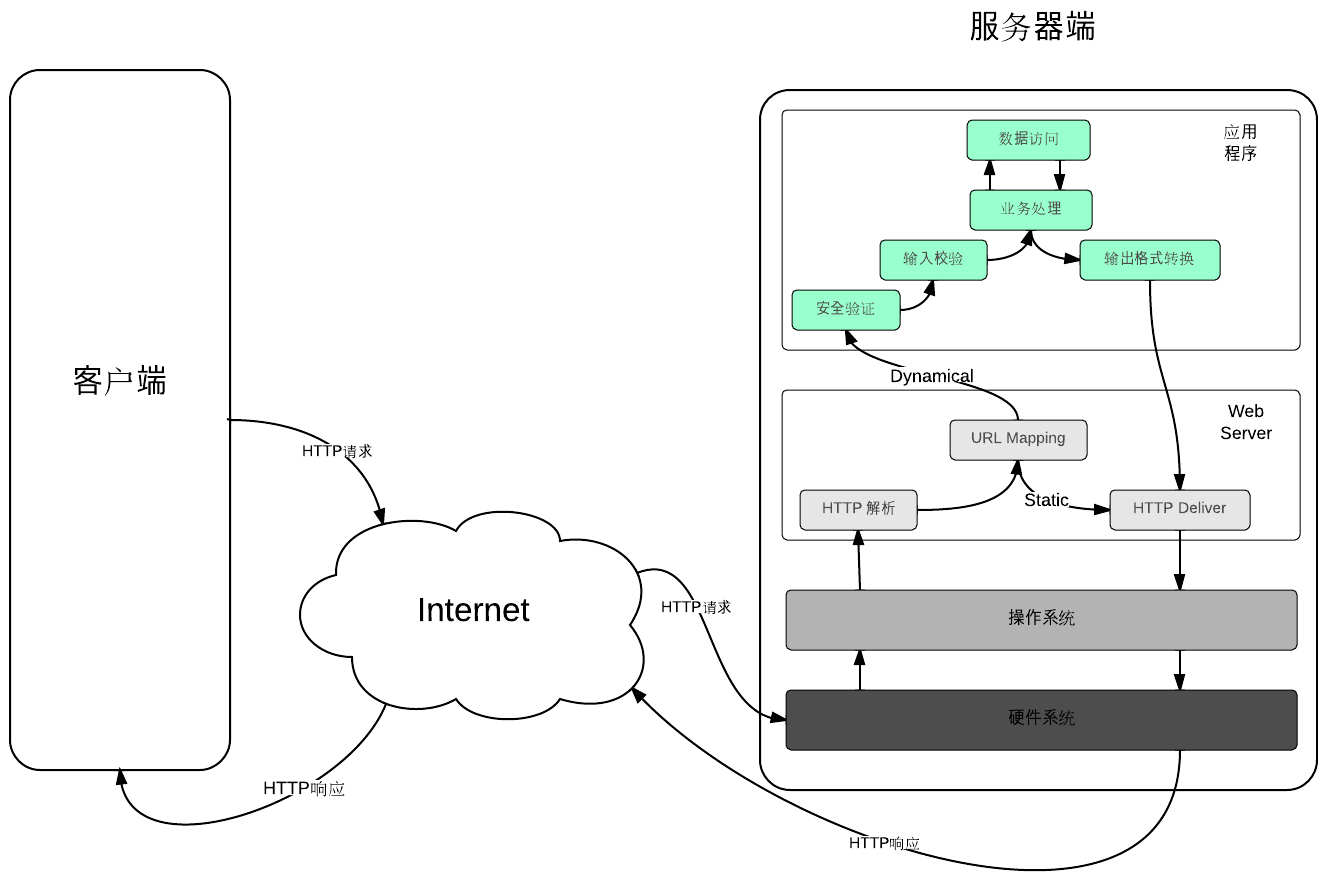 服务器端
应用
程序
数据访问
业务处理
输入校验
输出格式转换
安全验证
Dynamical
Web
Server
URL Mapping
Static
HTTP 解析
HTTP Deliver
操作系统
硬件系统
客户端
HTTP请求
Internet
HTTP请求
HTTP响应
HTTP响应